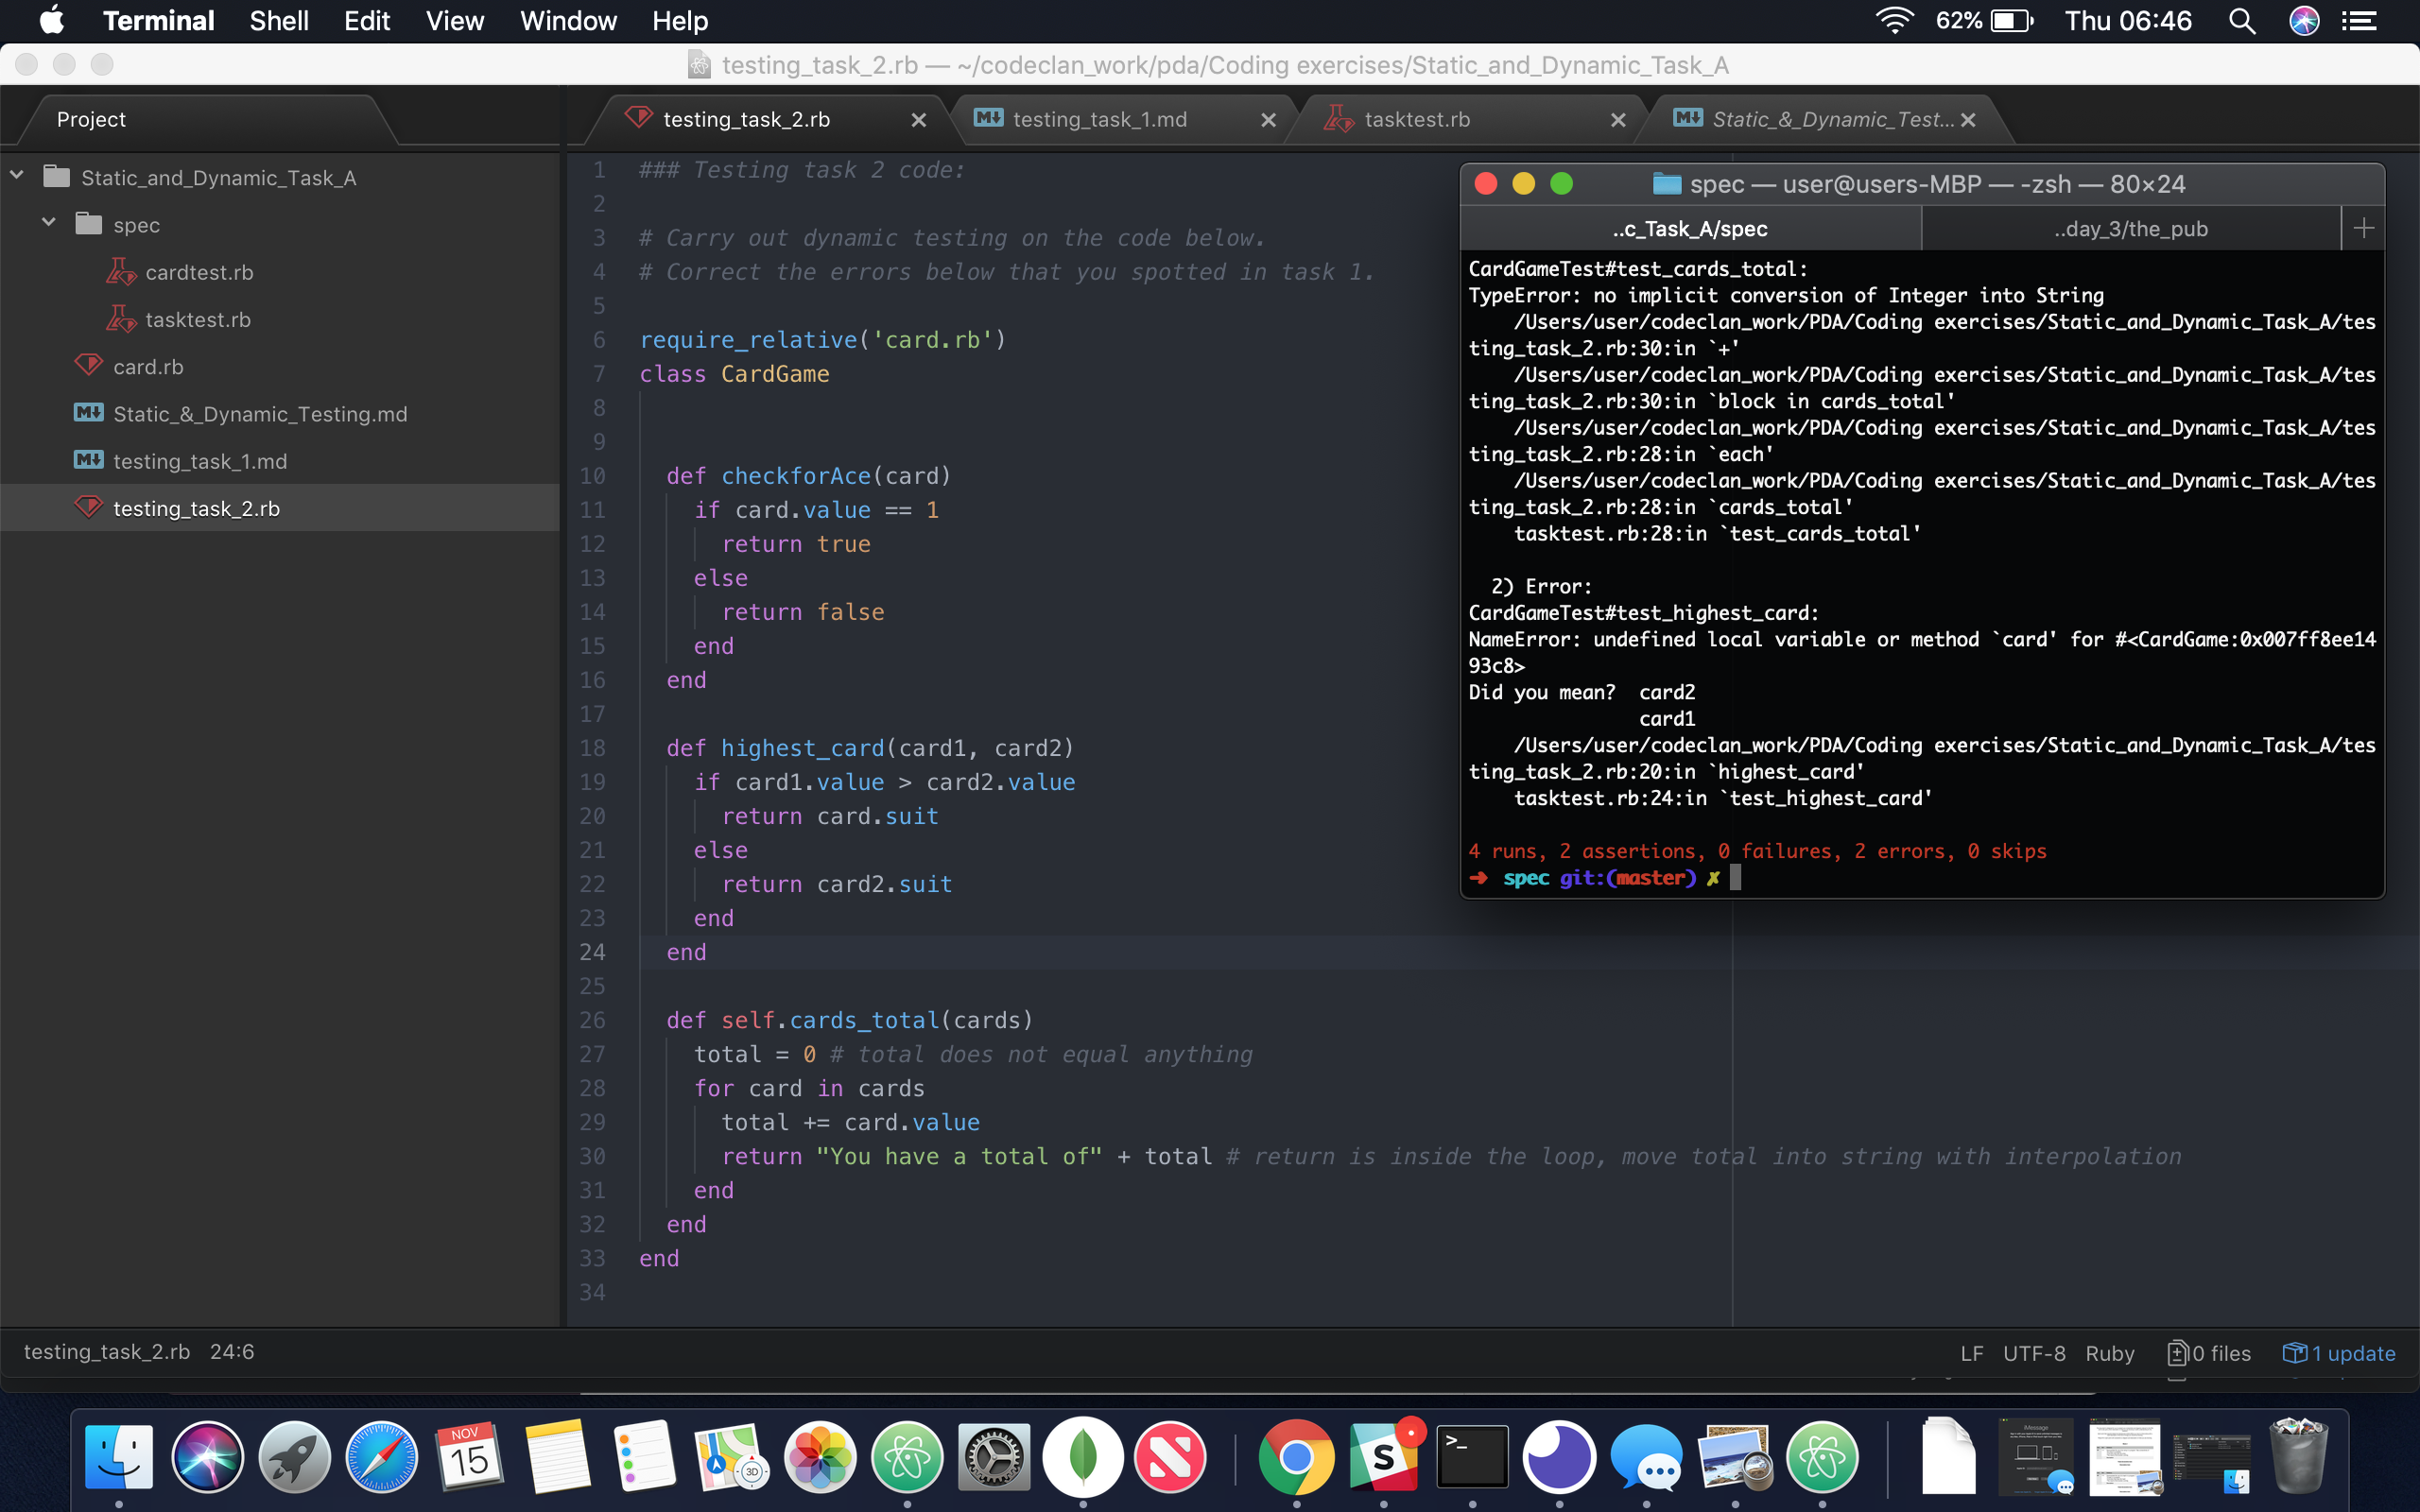 Terminal Shell Edit View Window Help 62% Thu 06:46
testing_task_2.rb — ~/codeclan_work/pda/Coding exercises/Static_and_Dynamic_Task_A
Project
testing_task_2.rb
testing_task_1.md
tasktest.rb
Static_&_Dynamic_Test...
Static_and_Dynamic_Task_A
spec
cardtest.rb
tasktest.rb
card.rb
Static_&_Dynamic_Testing.md
testing_task_1.md
testing_task_2.rb
1 ### Testing task 2 code:
2
3 # Carry out dynamic testing on the code below.
4 # Correct the errors below that you spotted in task 1.
5
6 require_relative('card.rb')
7 class CardGame
8
9
10 def checkforAce(card)
11 if card.value == 1
12 return true
13 else
14 return false
15 end
16 end
17
18 def highest_card(card1, card2)
19 if card1.value > card2.value
20 return card.suit
21 else
22 return card2.suit
23 end
24 end
25
26 def self.cards_total(cards)
27 total = 0 # total does not equal anything
28 for card in cards
29 total += card.value
30 return "You have a total of" + total # return is inside the loop, move total into string with interpolation
31 end
32 end
33 end
34
spec — user@users-MBP — -zsh — 80×24
..c_Task_A/spec
..day_3/the_pub
CardGameTest#test_cards_total:
TypeError: no implicit conversion of Integer into String
/Users/user/codeclan_work/PDA/Coding exercises/Static_and_Dynamic_Task_A/tes
ting_task_2.rb:30:in `+'
/Users/user/codeclan_work/PDA/Coding exercises/Static_and_Dynamic_Task_A/tes
ting_task_2.rb:30:in `block in cards_total'
/Users/user/codeclan_work/PDA/Coding exercises/Static_and_Dynamic_Task_A/tes
ting_task_2.rb:28:in `each'
/Users/user/codeclan_work/PDA/Coding exercises/Static_and_Dynamic_Task_A/tes
ting_task_2.rb:28:in `cards_total'
tasktest.rb:28:in `test_cards_total'
2) Error:
CardGameTest#test_highest_card:
NameError: undefined local variable or method `card' for #<CardGame:0x007ff8ee14
93c8>
Did you mean? card2
card1
/Users/user/codeclan_work/PDA/Coding exercises/Static_and_Dynamic_Task_A/tes
ting_task_2.rb:20:in `highest_card'
tasktest.rb:24:in `test_highest_card'
4 runs, 2 assertions, 0 failures, 2 errors, 0 skips
➜ spec git:(master) ✗
testing_task_2.rb 24:6
LF UTF-8 Ruby 0 files 1 update
NOV
15
3D
S
>_